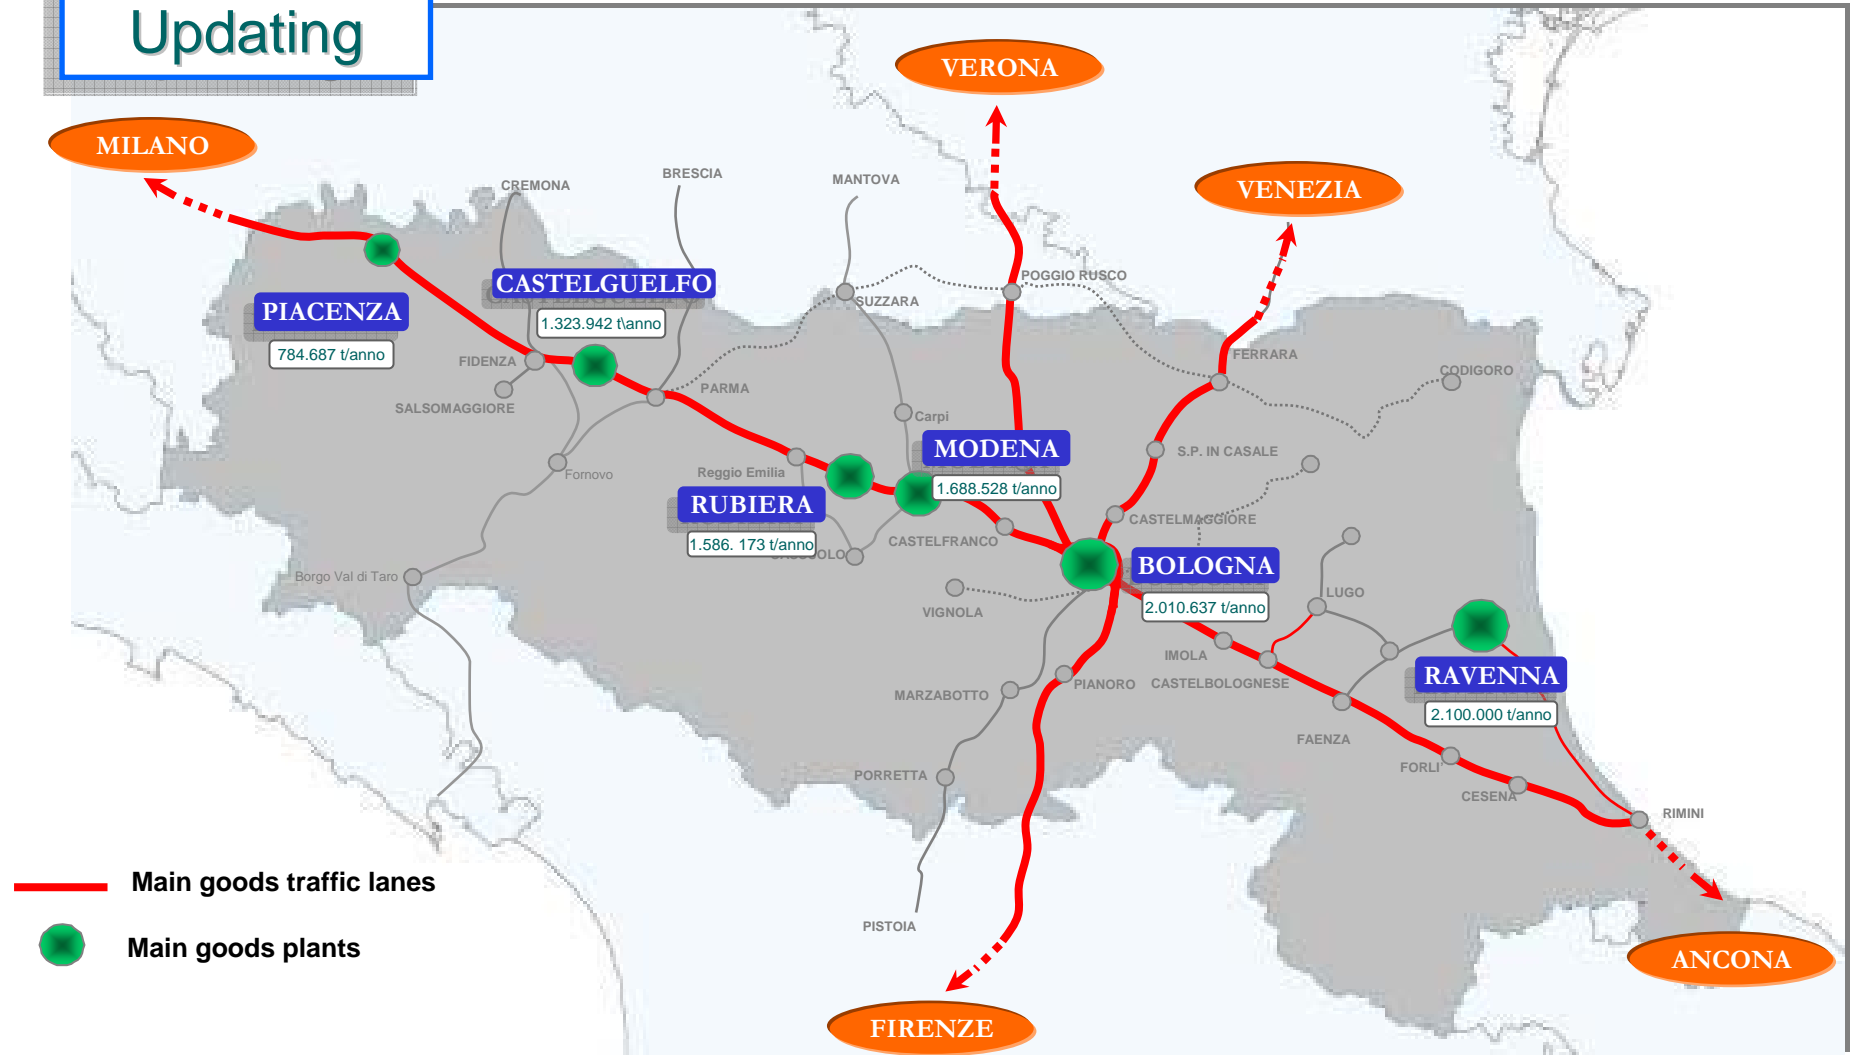 Updating
VERONA
MILANO
VENEZIA
CREMONA
BRESCIA
MANTOVA
POGGIO RUSCO
CASTELGUELFO
1.323.942 t\anno
SUZZARA
PIACENZA
784.687 t/anno
FIDENZA
FERRARA
CODIGORO
PARMA
SALSOMAGGIORE
Carpi
MODENA
1.688.528 t/anno
S.P. IN CASALE
Reggio Emilia
Fornovo
RUBIERA
1.586. 173 t/anno
CASTELMAGGIORE
CASTELFRANCO
SASSUOLO
BOLOGNA
2.010.637 t/anno
Borgo Val di Taro
VIGNOLA
LUGO
IMOLA
CASTELBOLOGNESE
RAVENNA
2.100.000 t/anno
PIANORO
MARZABOTTO
FAENZA
FORLI'
PORRETTA
CESENA
RIMINI
Main goods traffic lanes
PISTOIA
Main goods plants
ANCONA
FIRENZE